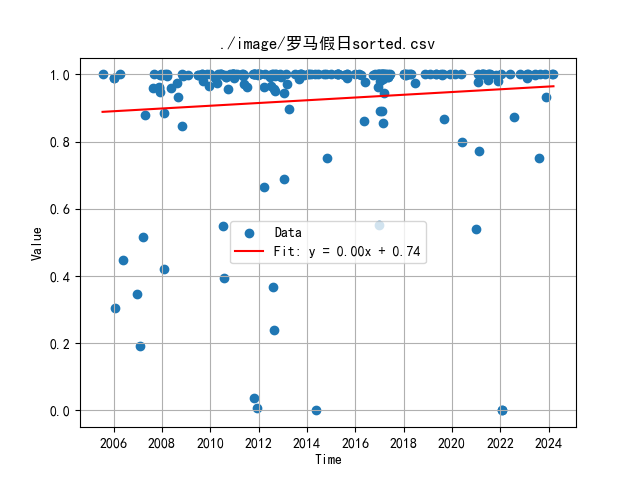 ./image/罗马假日sorted.csv
1.0
0.8
0.6
0.4
0.2
0.0
Value
Data
Fit: y = 0.00x + 0.74
2006 2008 2010 2012 2014 2016 2018 2020 2022 2024
Time